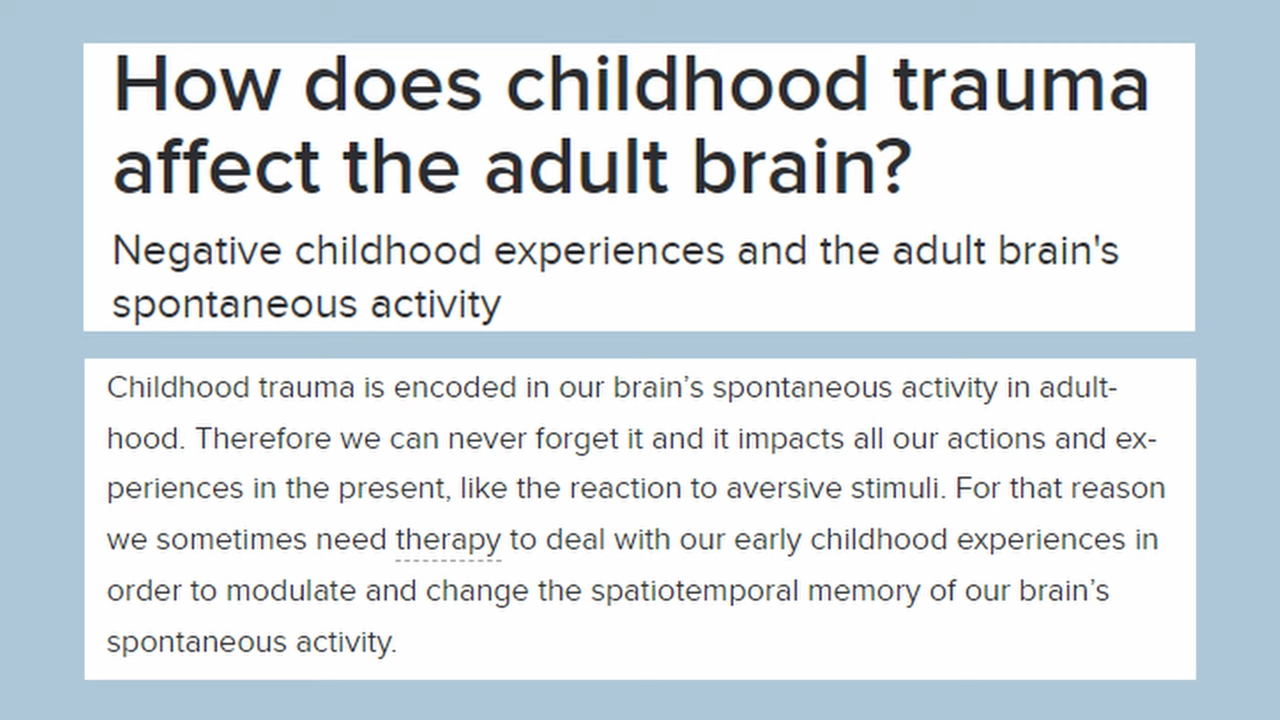 How does childhood trauma
affect the adult brain?
Negative childhood experiences and the adult brain's
spontaneous activity
Childhood trauma is encoded in our brain’s spontaneous activity in adult-
hood. Therefore we can never forget it and it impacts all our actions and ex-
periences in the present, like the reaction to aversive stimuli. For that reason
we sometimes need therapy to deal with our early childhood experiences in
order to modulate and change the spatiotemporal memory of our brain’s
spontaneous activity.